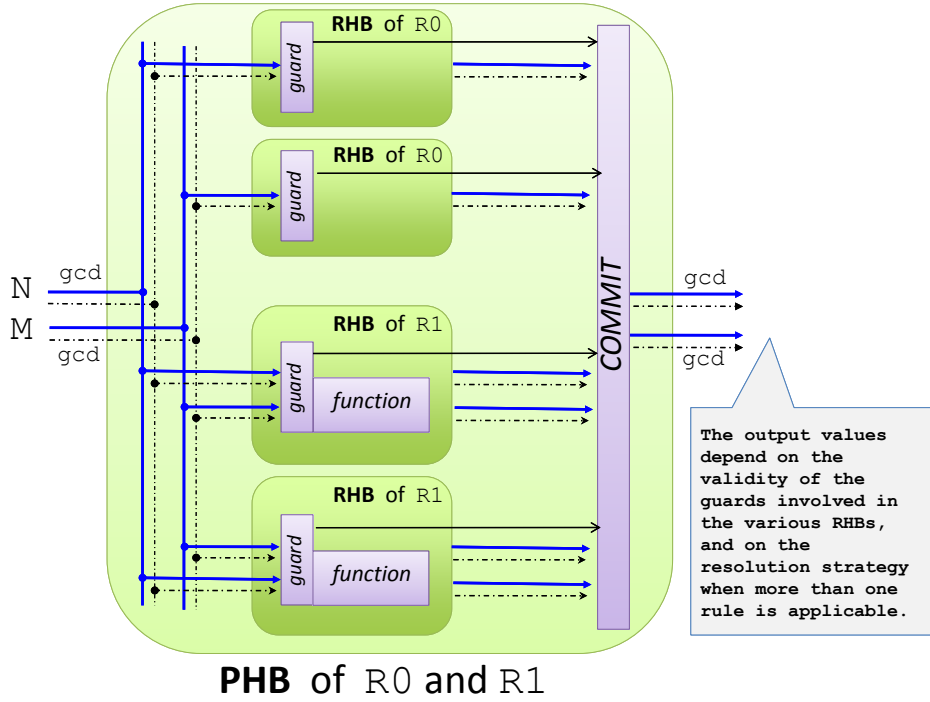 RHB of R0
guard
RHB of R0
guard
gcd
N
M
gcd
RHB of R1
guard
function
RHB of R1
guard
function
COMMIT
gcd
gcd
The output values
depend on the
validity of the
guards involved in
the various RHBs,
and on the
resolution strategy
when more than one
rule is applicable.
PHB of R0 and R1